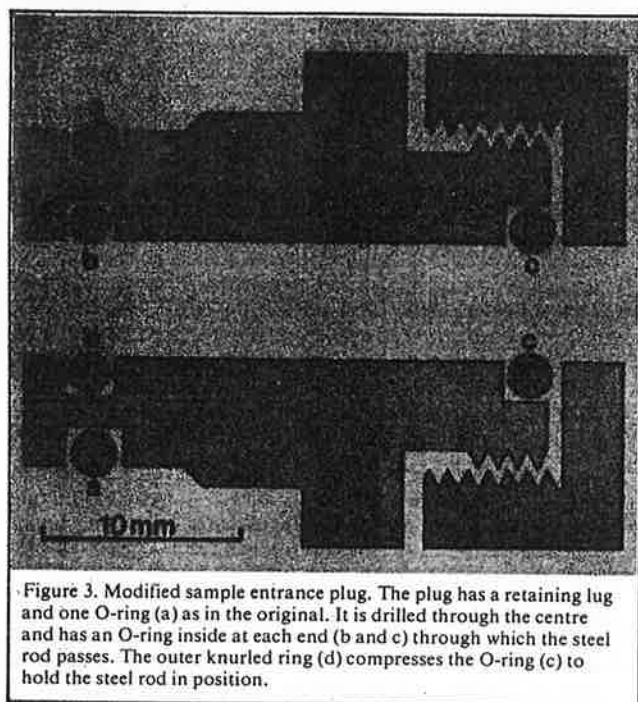 b
c
c
a
10 mm
Figure 3. Modified sample entrance plug. The plug has a retaining lug
and one O-ring (a) as in the original. It is drilled through the centre
and has an O-ring inside at each end (b and c) through which the steel
rod passes. The outer knurled ring (d) compresses the O-ring (c) to
hold the steel rod in position.